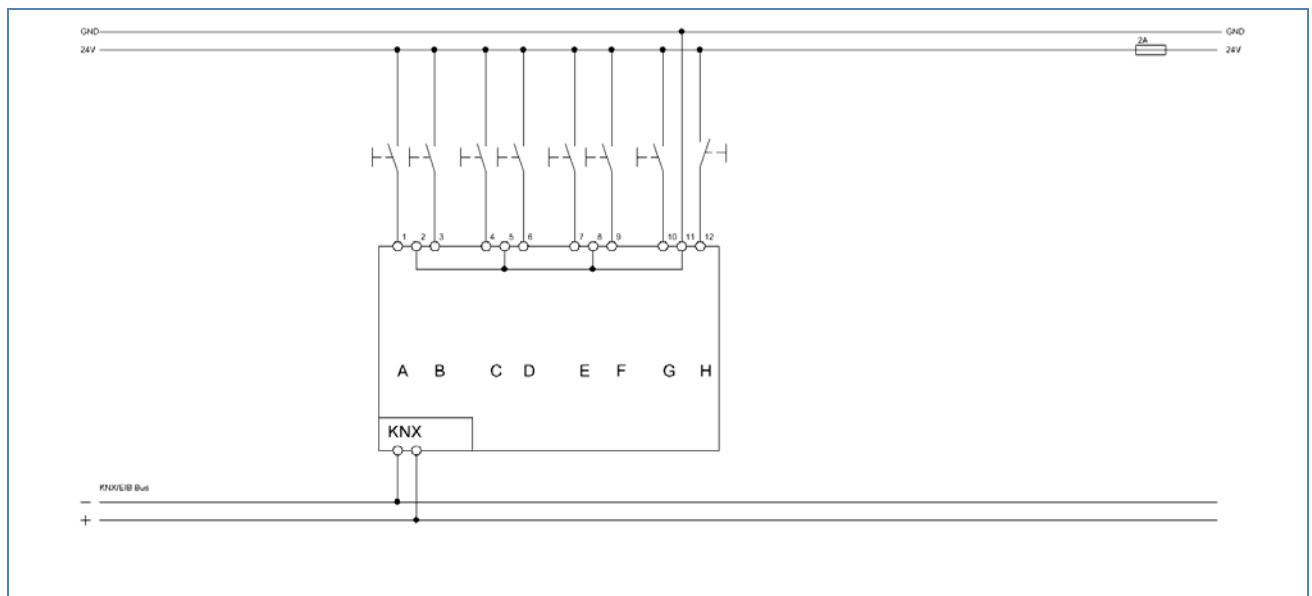 GND GND
2A
24V 24V
1 2 3 4 5 6 7 8 9 10 11 12
A B C D E F G H
KNX
KNX/EIB Bus
−
+